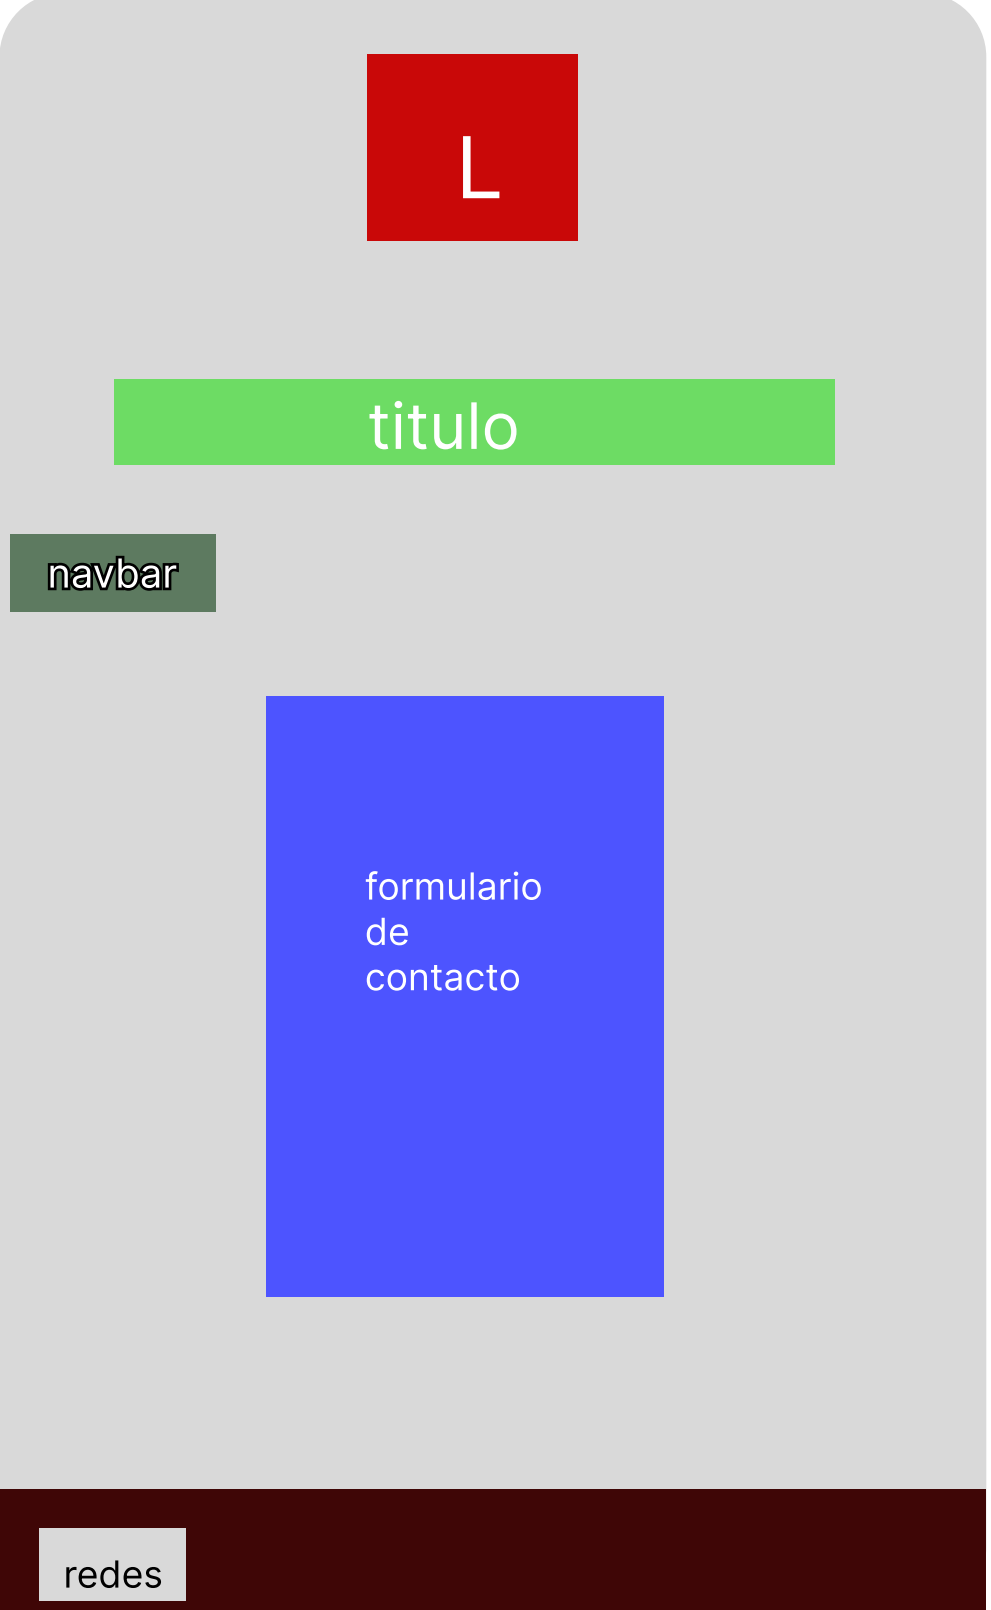 L
titulo
navbar
formulario
de
contacto
redes